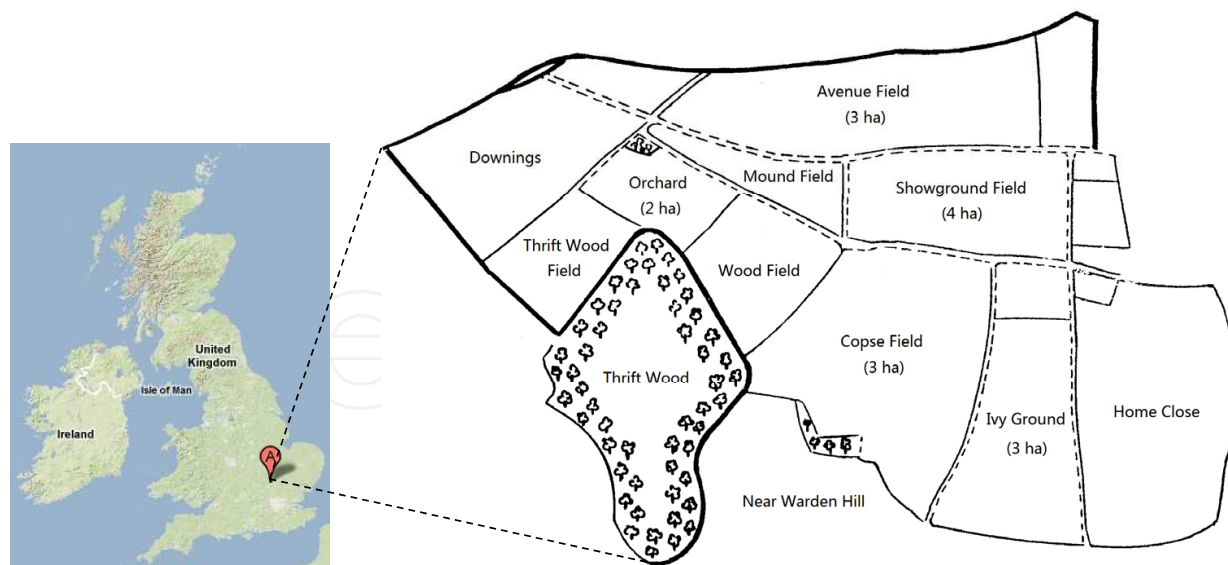 United
Kingdom
Isle of Man
Ireland
A
Avenue Field
(3 ha)
Downings
Orchard
(2 ha)
Mound Field
Showground Field
(4 ha)
Thrift Wood
Field
Wood Field
Copse Field
(3 ha)
Thrift Wood
Ivy Ground
(3 ha)
Home Close
Near Warden Hill